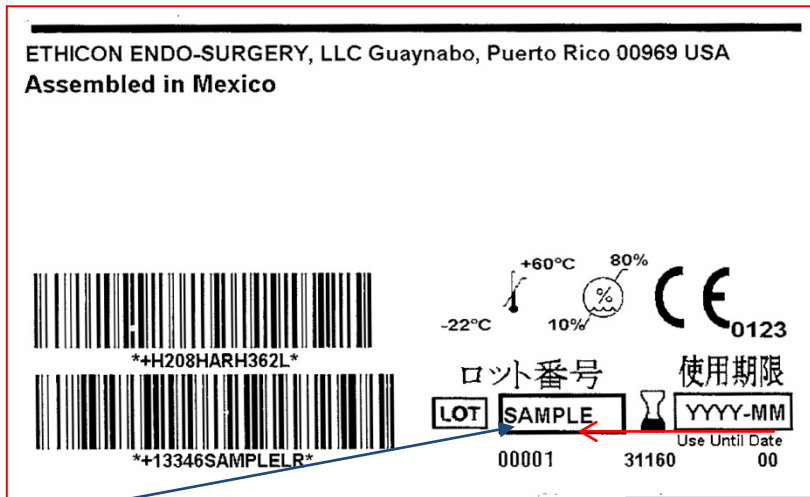 ETHICON ENDO-SURGERY, LLC Guaynabo, Puerto Rico 00969 USA
Assembled in Mexico
+60°C 80%
%
-22°C 10%
CE 0123
*+H208HARH362L*
ロット番号 使用期限
LOT SAMPLE YYYY-MM
Use Until Date
*+13346SAMPLELR*
00001 31160 00